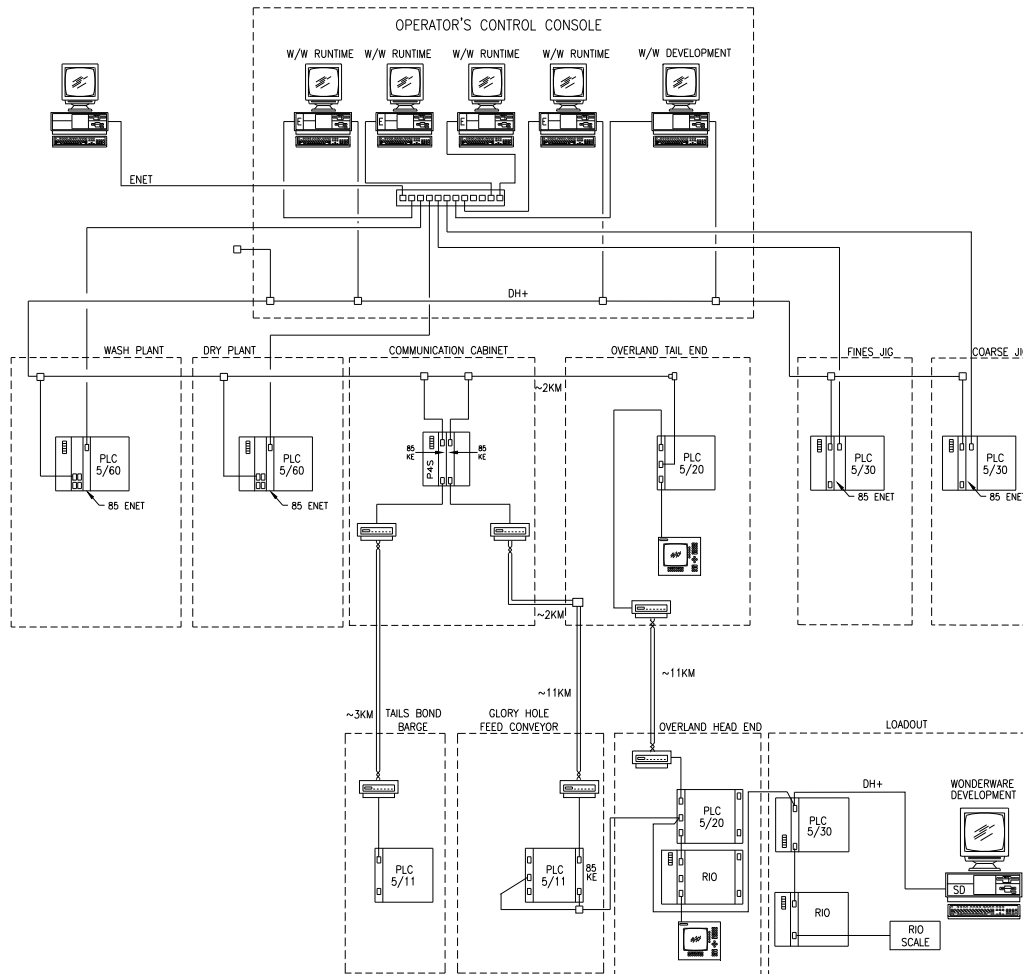 OPERATOR'S CONTROL CONSOLE
W/W RUNTIME
W/W RUNTIME
W/W RUNTIME
W/W RUNTIME
W/W DEVELOPMENT
E
E
E
E
ENET
DH+
WASH PLANT
DRY PLANT
COMMUNICATION CABINET
OVERLAND TAIL END
FINES JIG
COARSE JIG
~2KM
PLC
5/60
85 ENET
PLC
5/60
85 ENET
85
KE
P4S
85
KE
PLC
5/20
PLC
5/30
85 ENET
PLC
5/30
85 ENET
~2KM
~3KM
~11KM
~11KM
TAILS BOND
BARGE
GLORY HOLE
FEED CONVEYOR
OVERLAND HEAD END
LOADOUT
PLC
5/11
PLC
5/11
85
KE
PLC
5/20
RIO
PLC
5/30
DH+
RIO
RIO
SCALE
WONDERWARE
DEVELOPMENT
SD